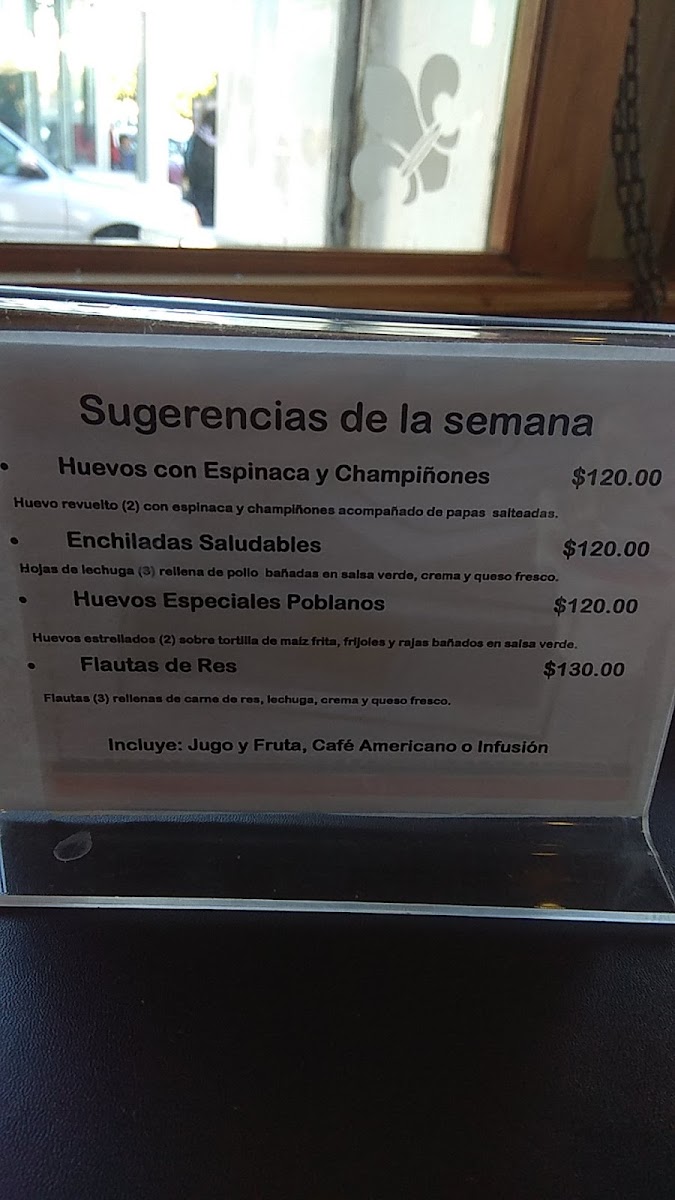 Sugerencias de la semana
• Huevos con Espinaca y Champiñones $120.00
Huevo revuelto (2) con espinaca y champiñones acompañado de papas salteadas.
• Enchiladas Saludables $120.00
Hojas de lechuga (3) rellena de pollo bañadas en salsa verde, crema y queso fresco.
• Huevos Especiales Poblanos $120.00
Huevos estrellados (2) sobre tortilla de maíz frita, frijoles y rajas bañados en salsa verde.
• Flautas de Res $130.00
Flautas (3) rellenas de carne de res, lechuga, crema y queso fresco.
Incluye: Jugo y Fruta, Café Americano o Infusión